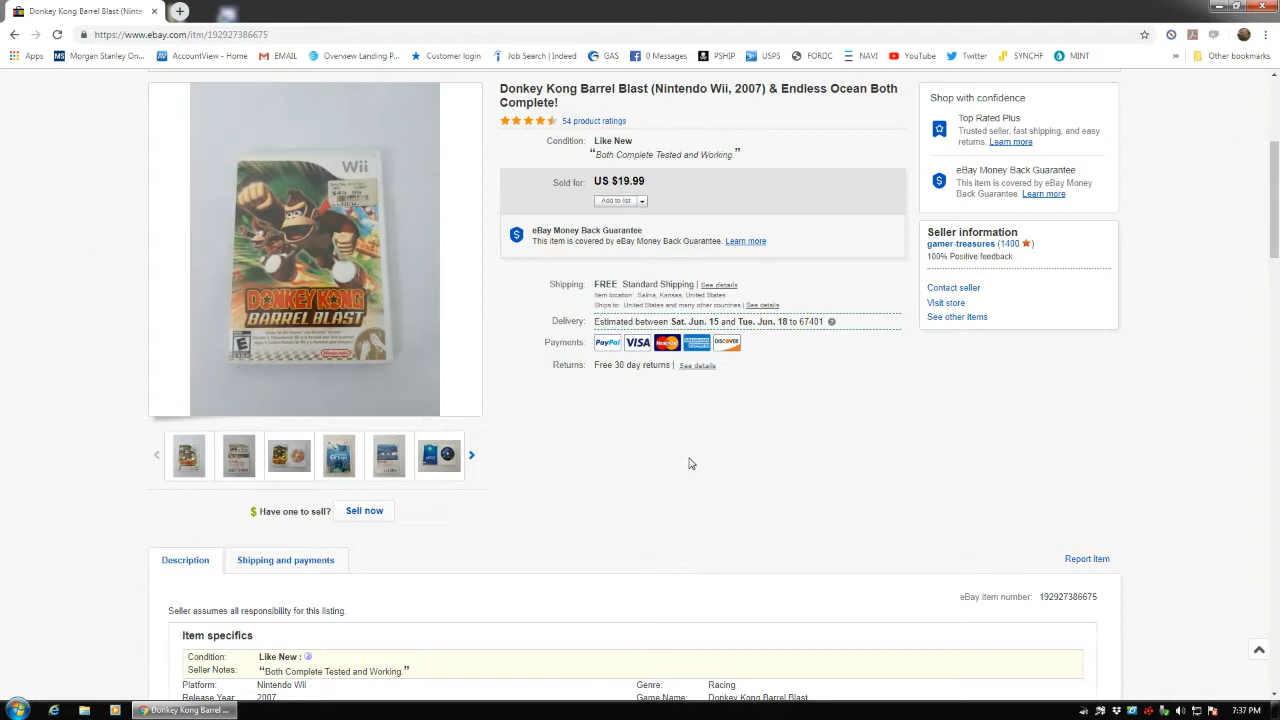 Donkey Kong Barrel Blast (Nintendo
https://www.ebay.com/itm/192927386675
Apps
Morgan Stanley On...
AccountView - Home
EMAIL
Overview Landing P...
Customer login
Job Search | Indeed
GAS
0 Messages
PSHIP
USPS
FORDC
NAVI
YouTube
Twitter
SYNCHF
MINT
»
Other bookmarks
Donkey Kong Barrel Blast (Nintendo Wii, 2007) & Endless Ocean Both
Complete!
54 product ratings
Condition: Like New
“Both Complete Tested and Working.”
Sold for: US $19.99
Add to list
eBay Money Back Guarantee
This item is covered by eBay Money Back Guarantee. Learn more
Shipping: FREE Standard Shipping | See details
Item location: Salina, Kansas, United States
Ships to: United States and many other countries | See details
Delivery: Estimated between Sat. Jun. 15 and Tue. Jun. 18 to 67401
Payments: PayPal VISA MasterCard DISCOVER
Returns: Free 30 day returns | See details
Shop with confidence
Top Rated Plus
Trusted seller, fast shipping, and easy
returns. Learn more
eBay Money Back Guarantee
This item is covered by eBay Money
Back Guarantee. Learn more
Seller information
gamer-treasures (1400 )
100% Positive feedback
Contact seller
Visit store
See other items
Wii
DONKEY KONG
BARREL BLAST
E
Nintendo
$ Have one to sell? Sell now
Description
Shipping and payments
Report item
eBay item number: 192927386675
Seller assumes all responsibility for this listing.
Item specifics
Condition: Like New :
Seller Notes: “Both Complete Tested and Working.”
Platform: Nintendo Wii
Genre: Racing
Release Year: 2007
Game Name: Donkey Kong Barrel Blast
Donkey Kong Barrel ...
7:37 PM